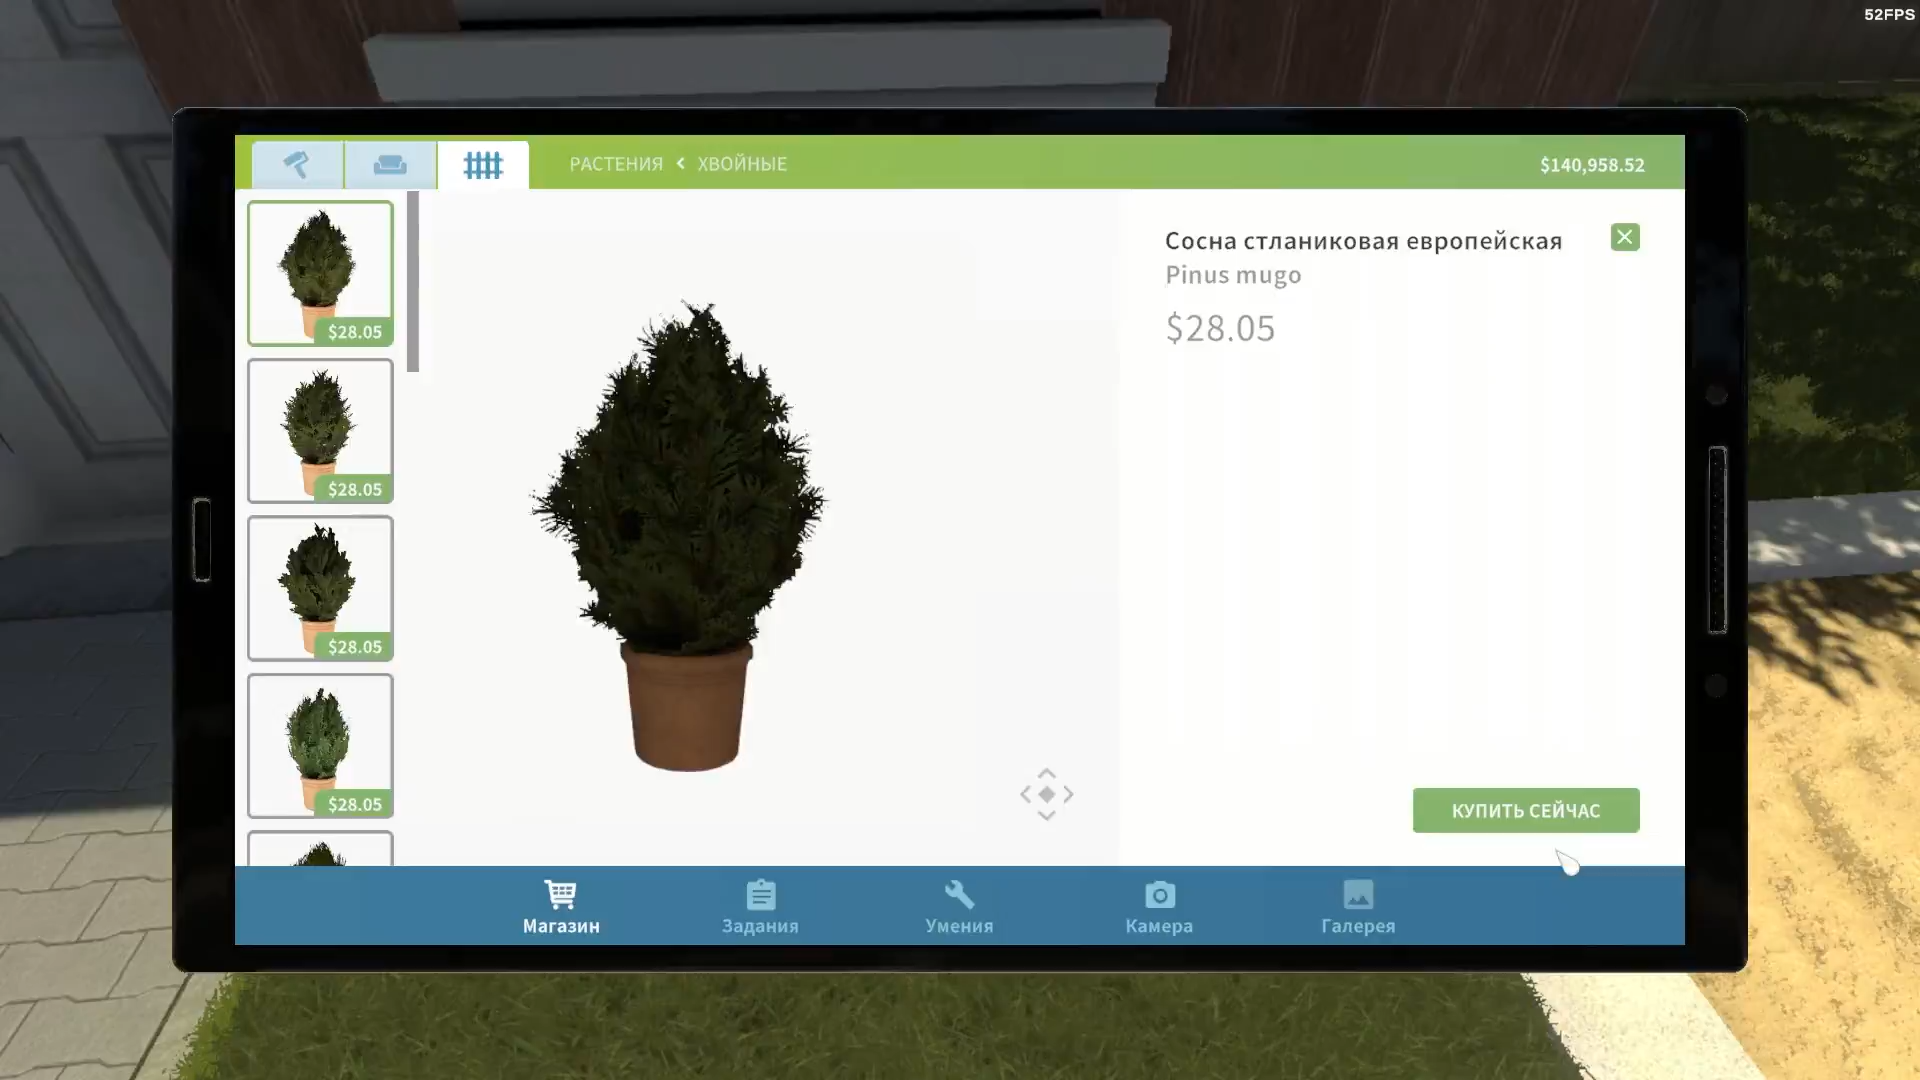 52FPS
РАСТЕНИЯ < ХВОЙНЫЕ
$140,958.52
$28.05
$28.05
$28.05
$28.05
Сосна стланиковая европейская
Pinus mugo
$28.05
КУПИТЬ СЕЙЧАС
Магазин
Задания
Умения
Камера
Галерея